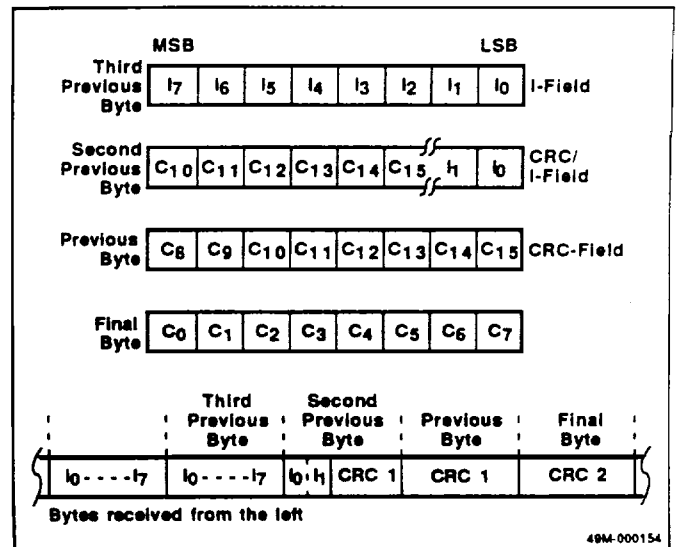 MSB LSB
Third Previous Byte I7 I6 I5 I4 I3 I2 I1 I0 I-Field
Second Previous Byte C10 C11 C12 C13 C14 C15 I1 I0 CRC/ I-Field
Previous Byte C8 C9 C10 C11 C12 C13 C14 C15 CRC-Field
Final Byte C0 C1 C2 C3 C4 C5 C6 C7
Third Previous Byte Second Previous Byte Previous Byte Final Byte
I0 - - - - I7 I0 - - - - I7 I0 I1 CRC 1 CRC 1 CRC 2
Bytes received from the left
49M-000154